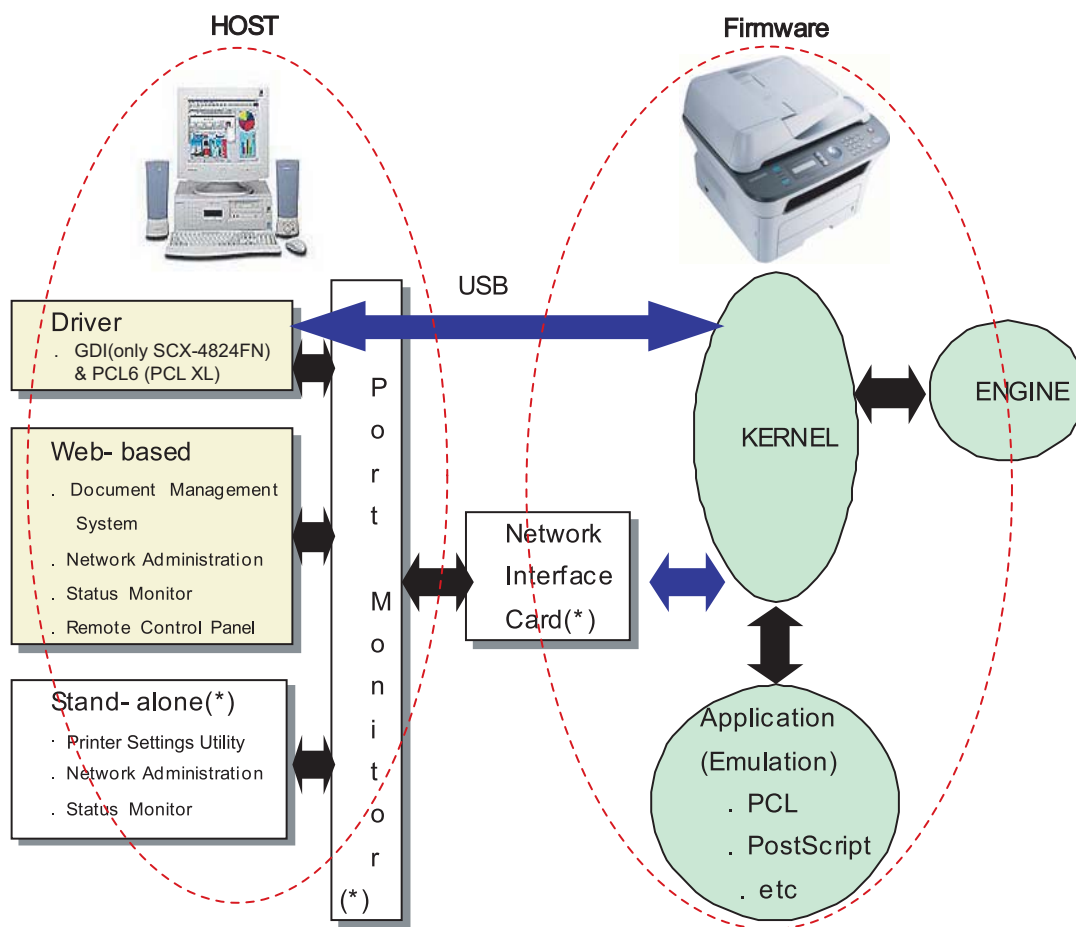 HOST
Firmware
USB
Driver
. GDI(only SCX-4824FN)
& PCL6 (PCL XL)
Web- based
. Document Management
System
. Network Administration
. Status Monitor
. Remote Control Panel
Stand- alone(*)
. Printer Settings Utility
. Network Administration
. Status Monitor
Port Monitor
(*)
Network
Interface
Card(*)
KERNEL
ENGINE
Application
(Emulation)
. PCL
. PostScript
. etc